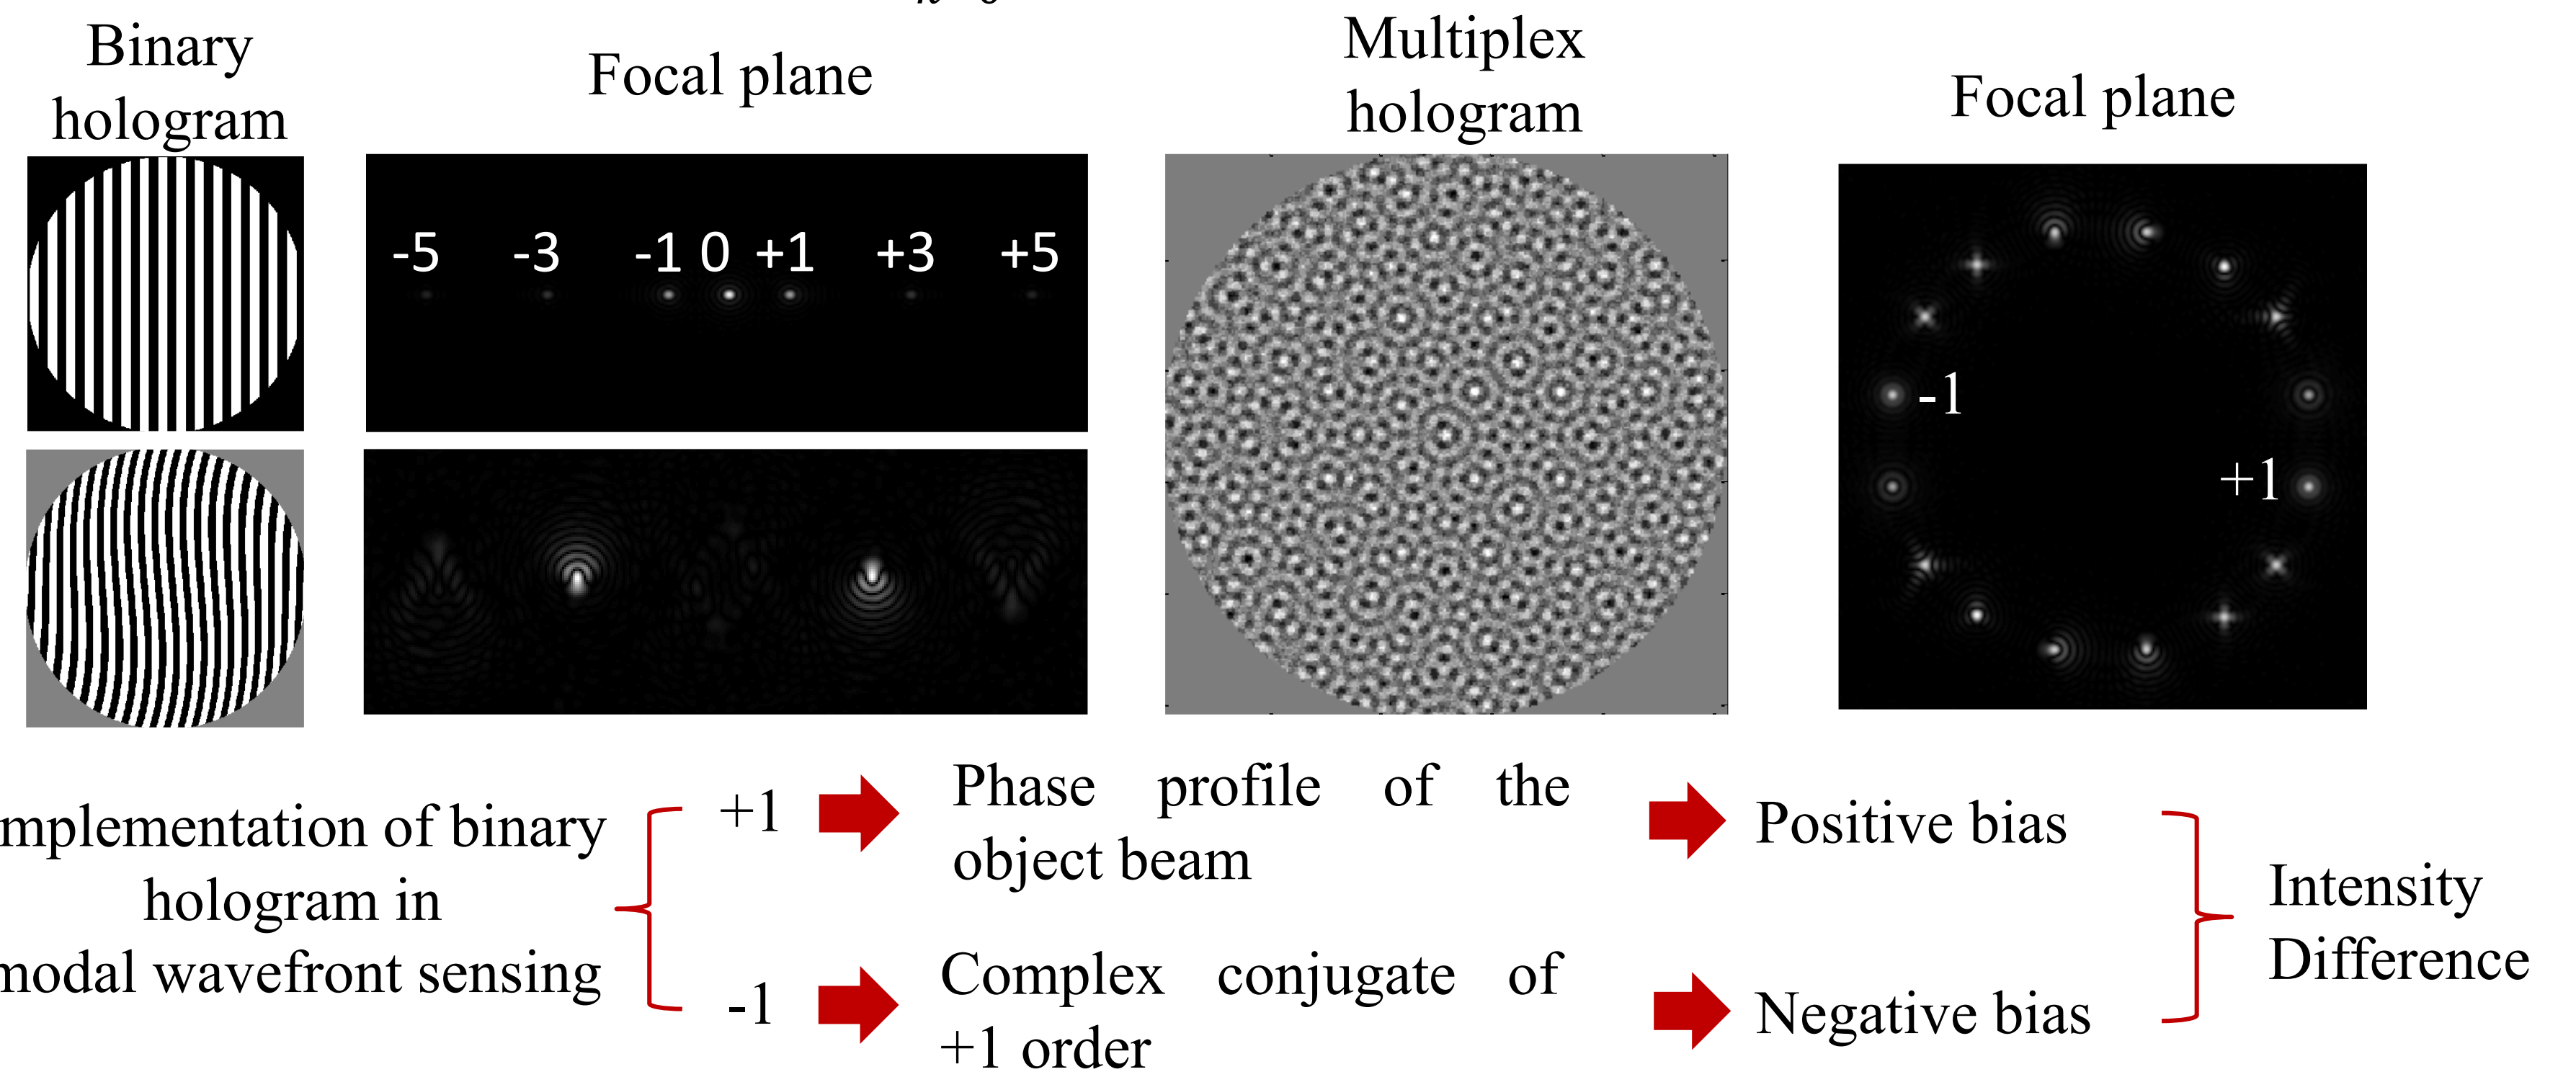 Binary
hologram
Focal plane
Multiplex
hologram
Focal plane
-5 -3 -1 0 +1 +3 +5
-1
+1
mplementation of binary
hologram in
modal wavefront sensing
+1
Phase profile of the
object beam
Positive bias
-1
Complex conjugate of
+1 order
Negative bias
Intensity
Difference